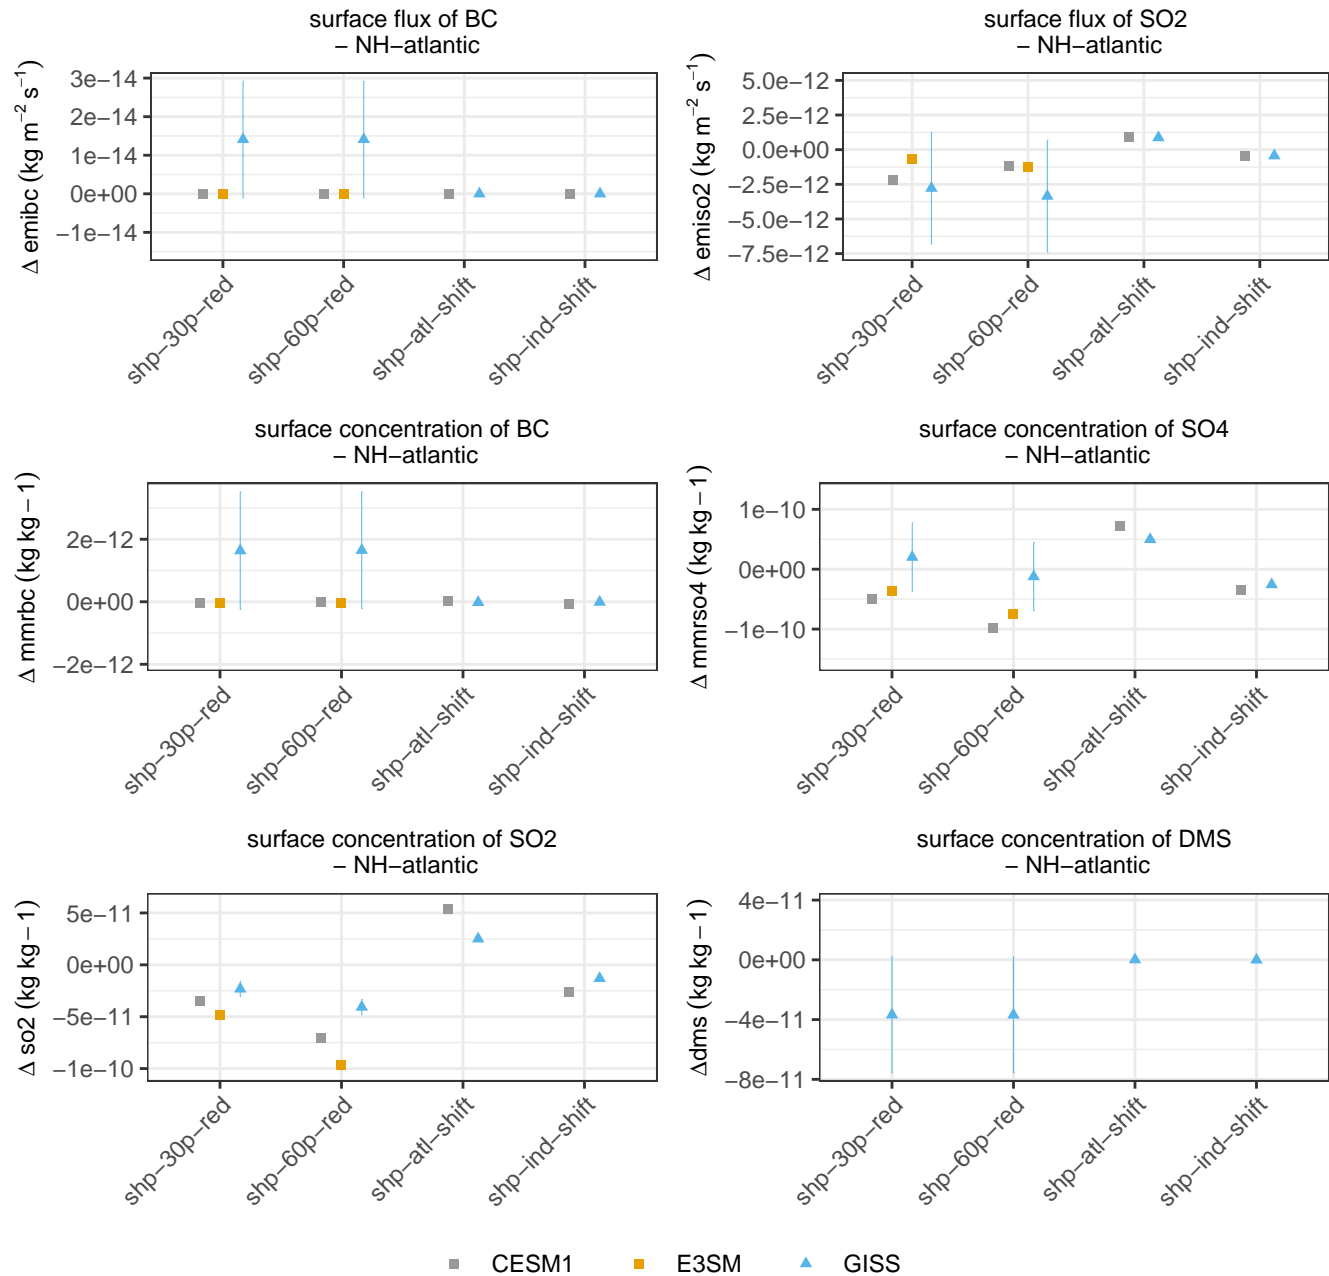 surface flux of BC
− NH−atlantic
Δ emibc (kg m−2 s−1)
3e−14
2e−14
1e−14
0e+00
−1e−14
shp−30p−red
shp−60p−red
shp−atl−shift
shp−ind−shift
surface flux of SO2
− NH−atlantic
Δ emiso2 (kg m−2 s−1)
5.0e−12
2.5e−12
0.0e+00
−2.5e−12
−5.0e−12
−7.5e−12
shp−30p−red
shp−60p−red
shp−atl−shift
shp−ind−shift
surface concentration of BC
− NH−atlantic
Δ mmrbc (kg kg−1)
2e−12
0e+00
−2e−12
shp−30p−red
shp−60p−red
shp−atl−shift
shp−ind−shift
surface concentration of SO4
− NH−atlantic
Δ mmrso4 (kg kg−1)
1e−10
0e+00
−1e−10
shp−30p−red
shp−60p−red
shp−atl−shift
shp−ind−shift
surface concentration of SO2
− NH−atlantic
Δ so2 (kg kg−1)
5e−11
0e+00
−5e−11
−1e−10
shp−30p−red
shp−60p−red
shp−atl−shift
shp−ind−shift
surface concentration of DMS
− NH−atlantic
Δdms (kg kg−1)
4e−11
0e+00
−4e−11
−8e−11
shp−30p−red
shp−60p−red
shp−atl−shift
shp−ind−shift
CESM1
E3SM
GISS